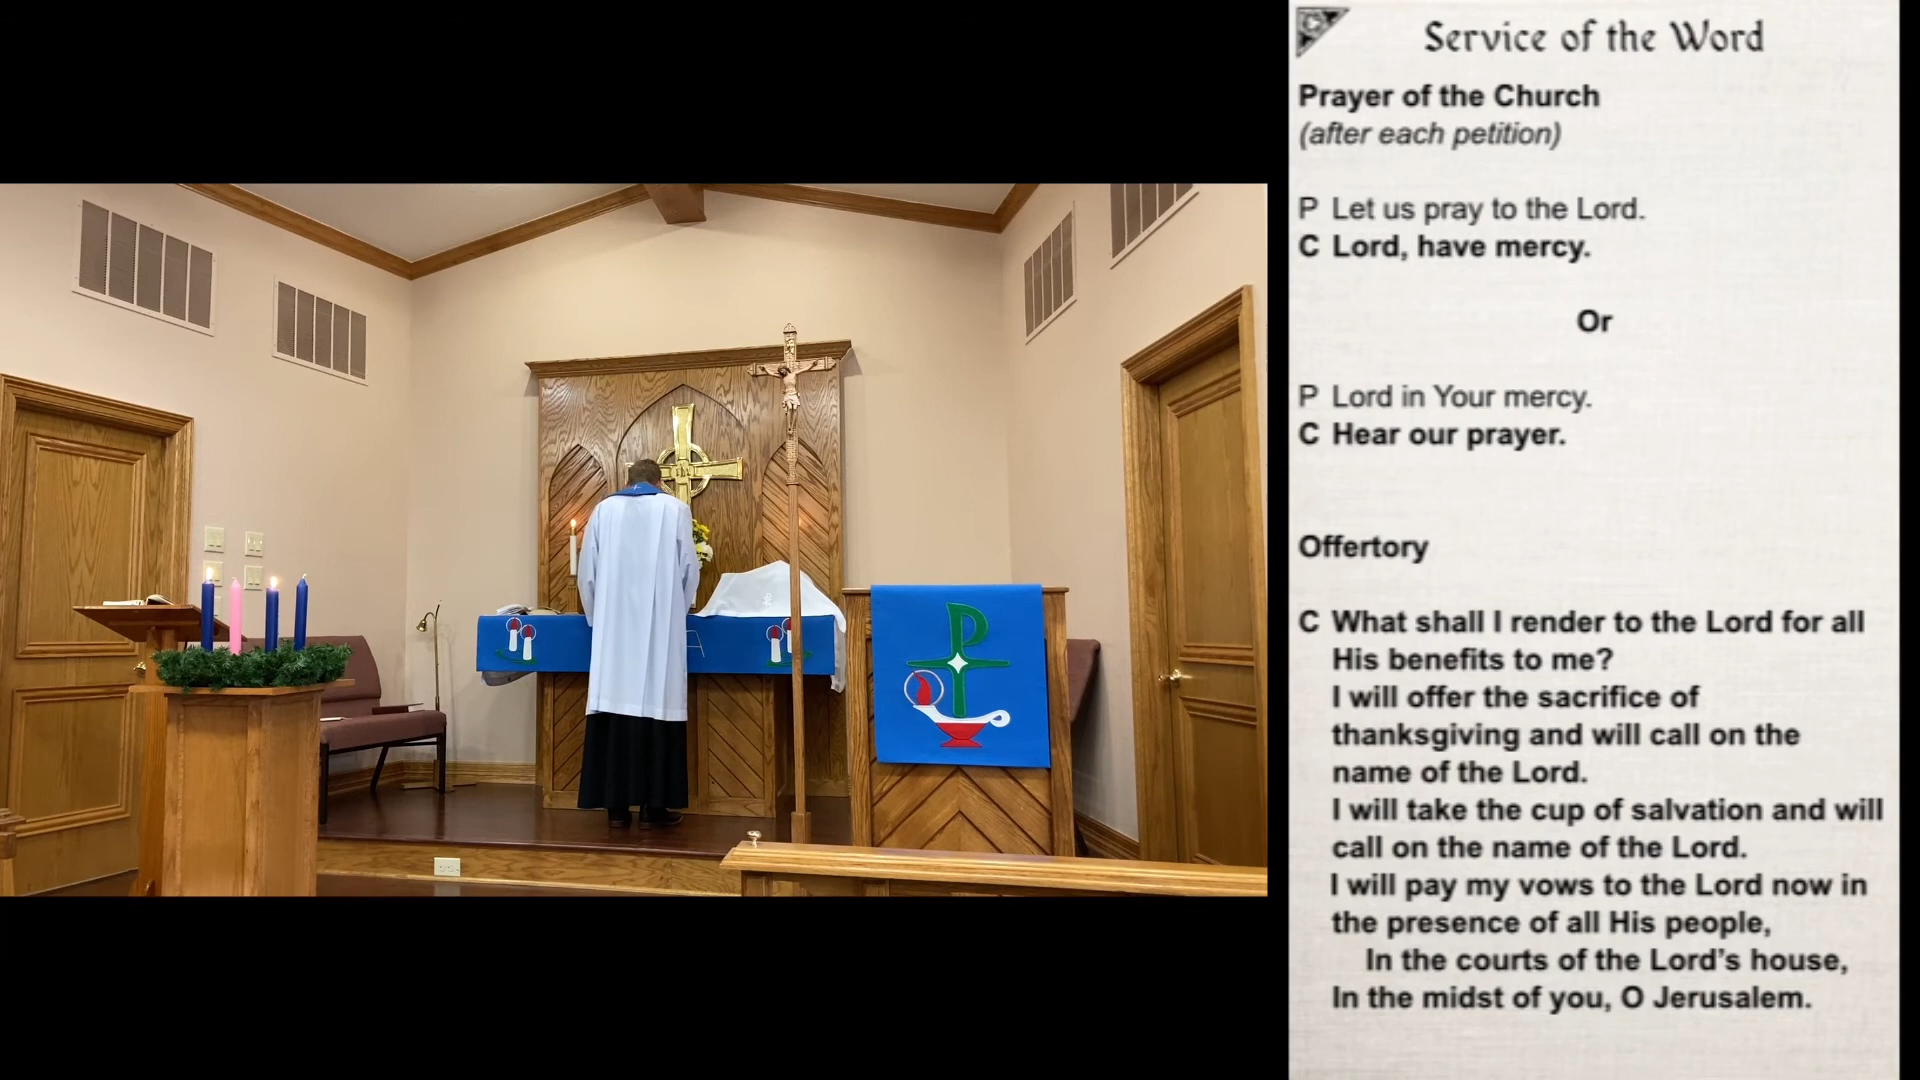 Service of the Word
Prayer of the Church
(after each petition)
P Let us pray to the Lord.
C Lord, have mercy.
Or
P Lord in Your mercy.
C Hear our prayer.
Offertory
C What shall I render to the Lord for all
His benefits to me?
I will offer the sacrifice of
thanksgiving and will call on the
name of the Lord.
I will take the cup of salvation and will
call on the name of the Lord.
I will pay my vows to the Lord now in
the presence of all His people,
In the courts of the Lord's house,
In the midst of you, O Jerusalem.